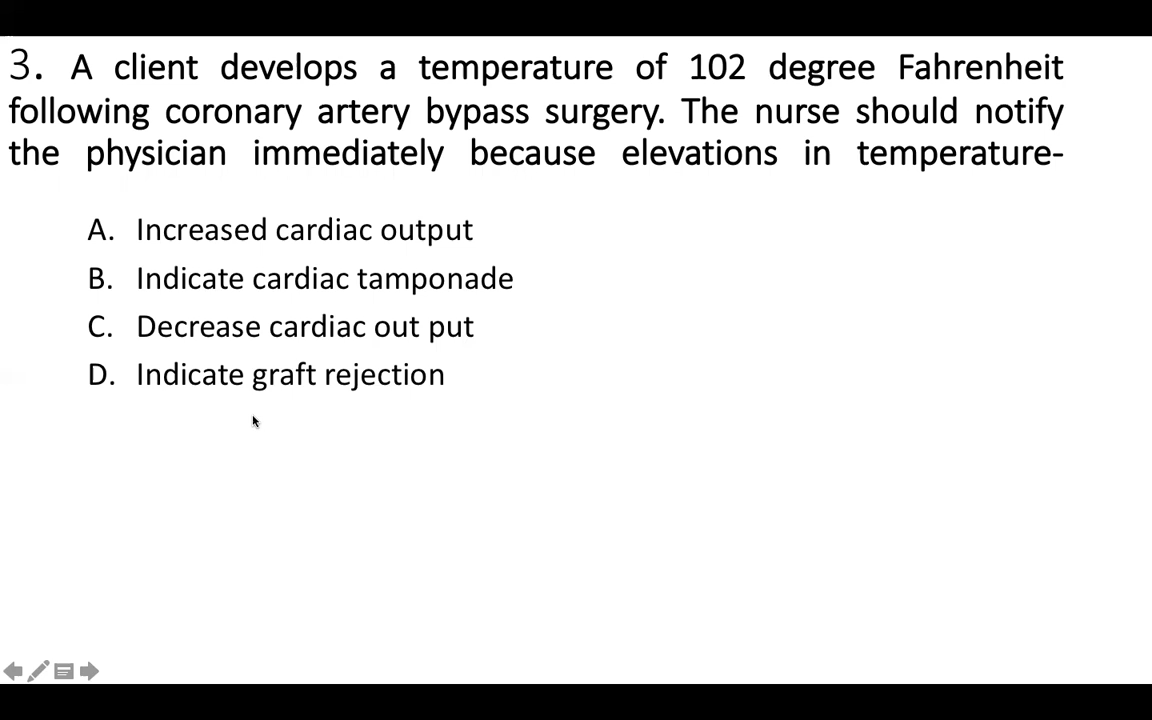 3. A client develops a temperature of 102 degree Fahrenheit
following coronary artery bypass surgery. The nurse should notify
the physician immediately because elevations in temperature-
A. Increased cardiac output
B. Indicate cardiac tamponade
C. Decrease cardiac out put
D. Indicate graft rejection